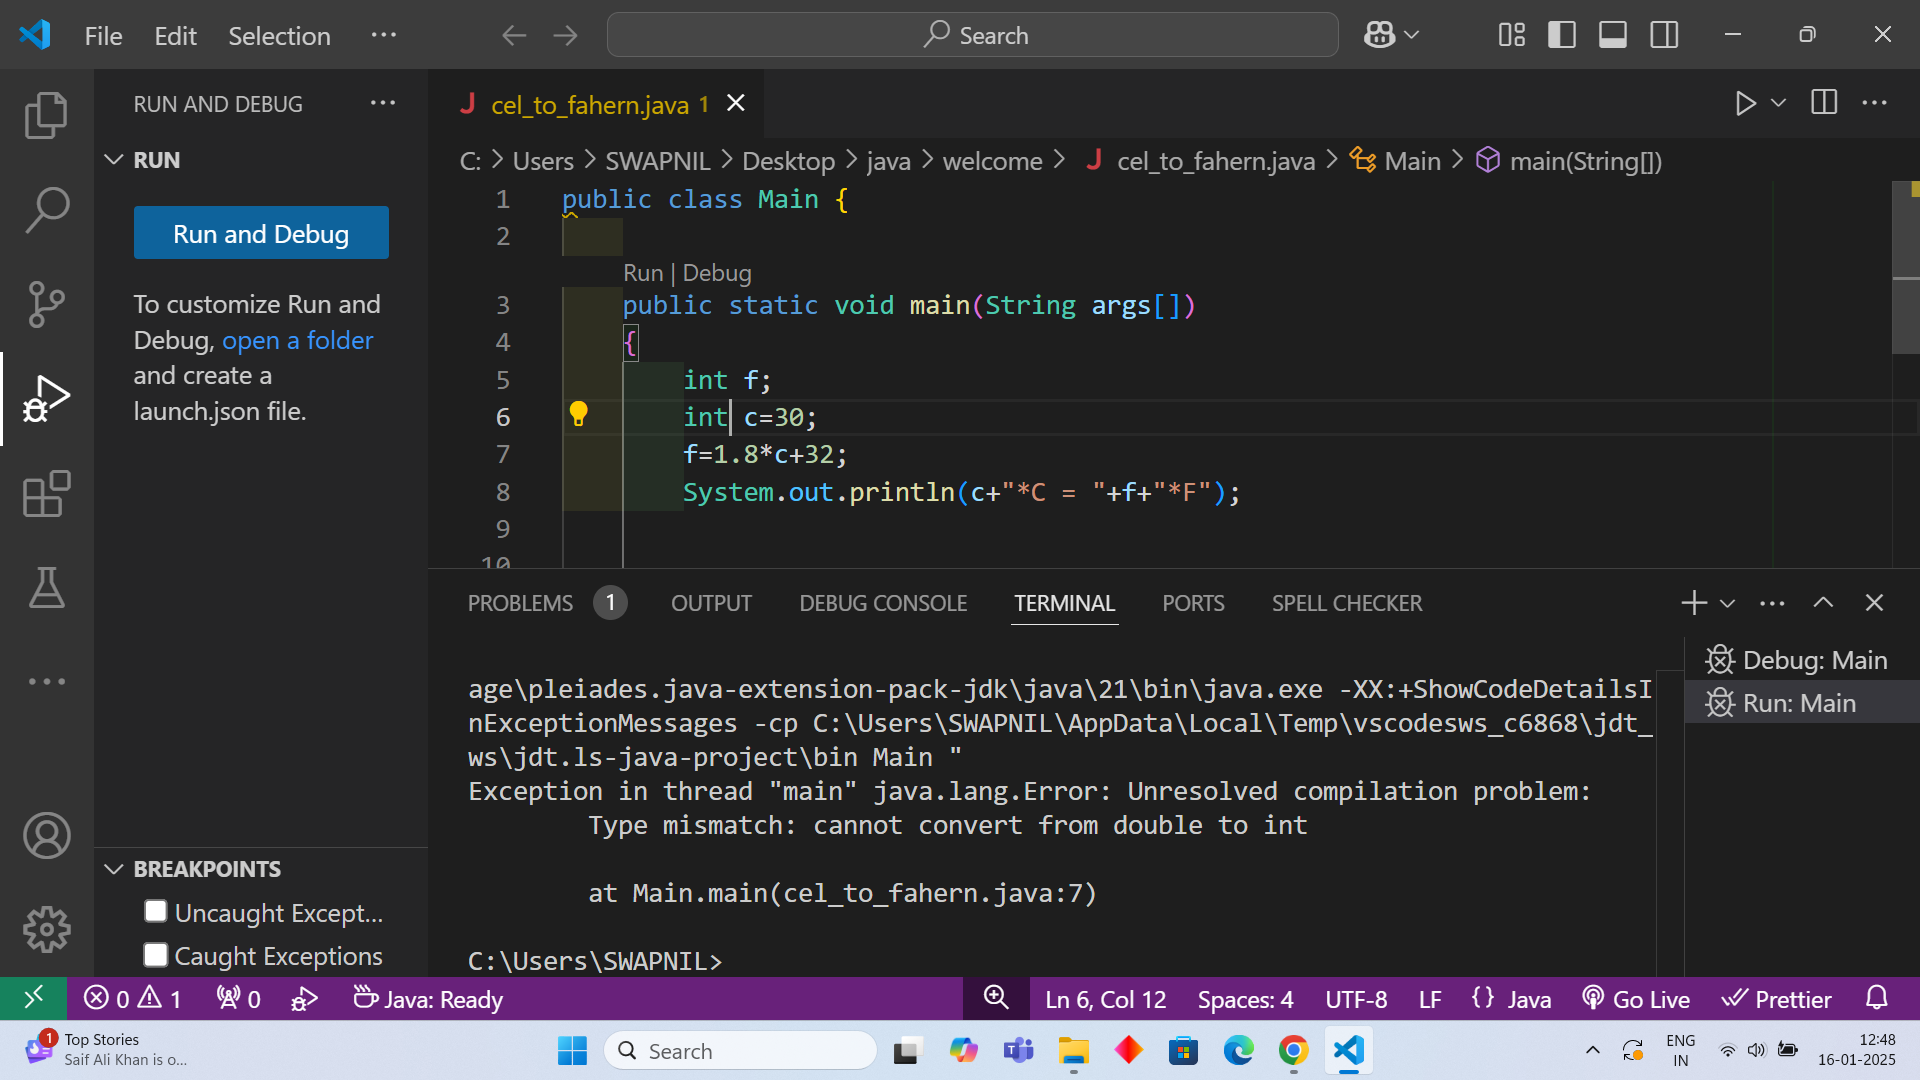 File Edit Selection ···
Search
RUN AND DEBUG ···
RUN
Run and Debug
To customize Run and
Debug, open a folder
and create a
launch.json file.
BREAKPOINTS
Uncaught Except...
Caught Exceptions
J cel_to_fahern.java 1
C: > Users > SWAPNIL > Desktop > java > welcome > J cel_to_fahern.java > Main > main(String[])
1 public class Main {
2
Run | Debug
3 public static void main(String args[])
4 {
5 int f;
6 int c=30;
7 f=1.8*c+32;
8 System.out.println(c+"*C = "+f+"*F");
9
10
PROBLEMS 1 OUTPUT DEBUG CONSOLE TERMINAL PORTS SPELL CHECKER
age\pleiades.java-extension-pack-jdk\java\21\bin\java.exe -XX:+ShowCodeDetailsI
nExceptionMessages -cp C:\Users\SWAPNIL\AppData\Local\Temp\vscodesws_c6868\jdt_
ws\jdt.ls-java-project\bin Main "
Exception in thread "main" java.lang.Error: Unresolved compilation problem:
Type mismatch: cannot convert from double to int
at Main.main(cel_to_fahern.java:7)
C:\Users\SWAPNIL>
Debug: Main
Run: Main
0 1 0 Java: Ready Ln 6, Col 12 Spaces: 4 UTF-8 LF {} Java Go Live Prettier
1 Top Stories
Saif Ali Khan is o...
Search
ENG
IN
12:48
16-01-2025